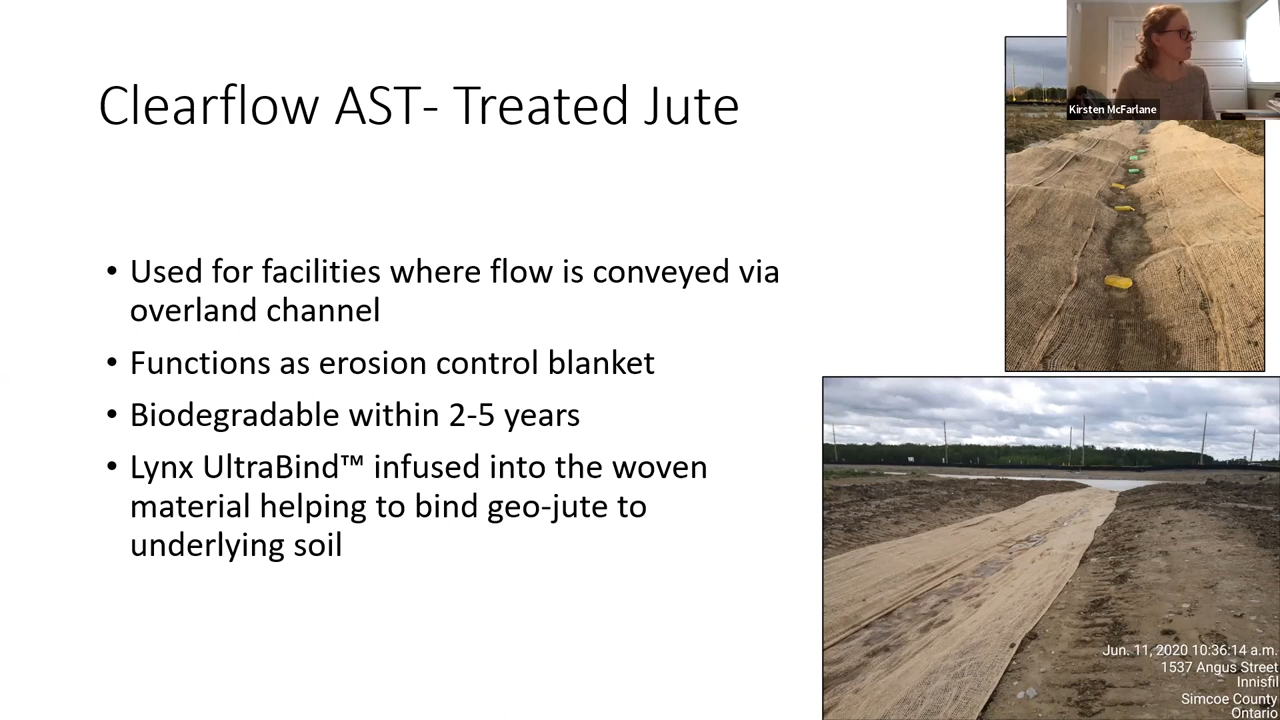 Clearflow AST- Treated Jute
Kirsten McFarlane
• Used for facilities where flow is conveyed via
overland channel
• Functions as erosion control blanket
• Biodegradable within 2-5 years
• Lynx UltraBind™ infused into the woven
material helping to bind geo-jute to
underlying soil
Jun. 11, 2020 10:36:14 a.m.
1537 Angus Street
Innisfil
Simcoe County
Ontario